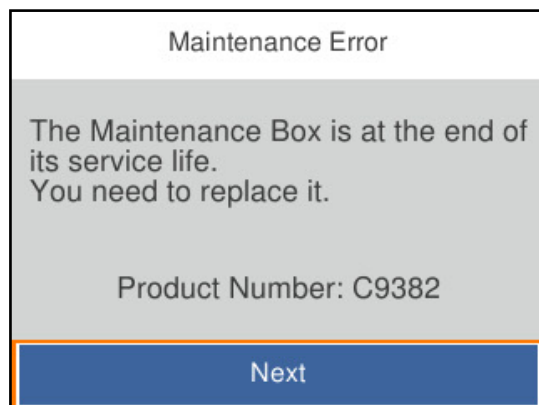 Maintenance Error
The Maintenance Box is at the end of
its service life.
You need to replace it.
Product Number: C9382
Next